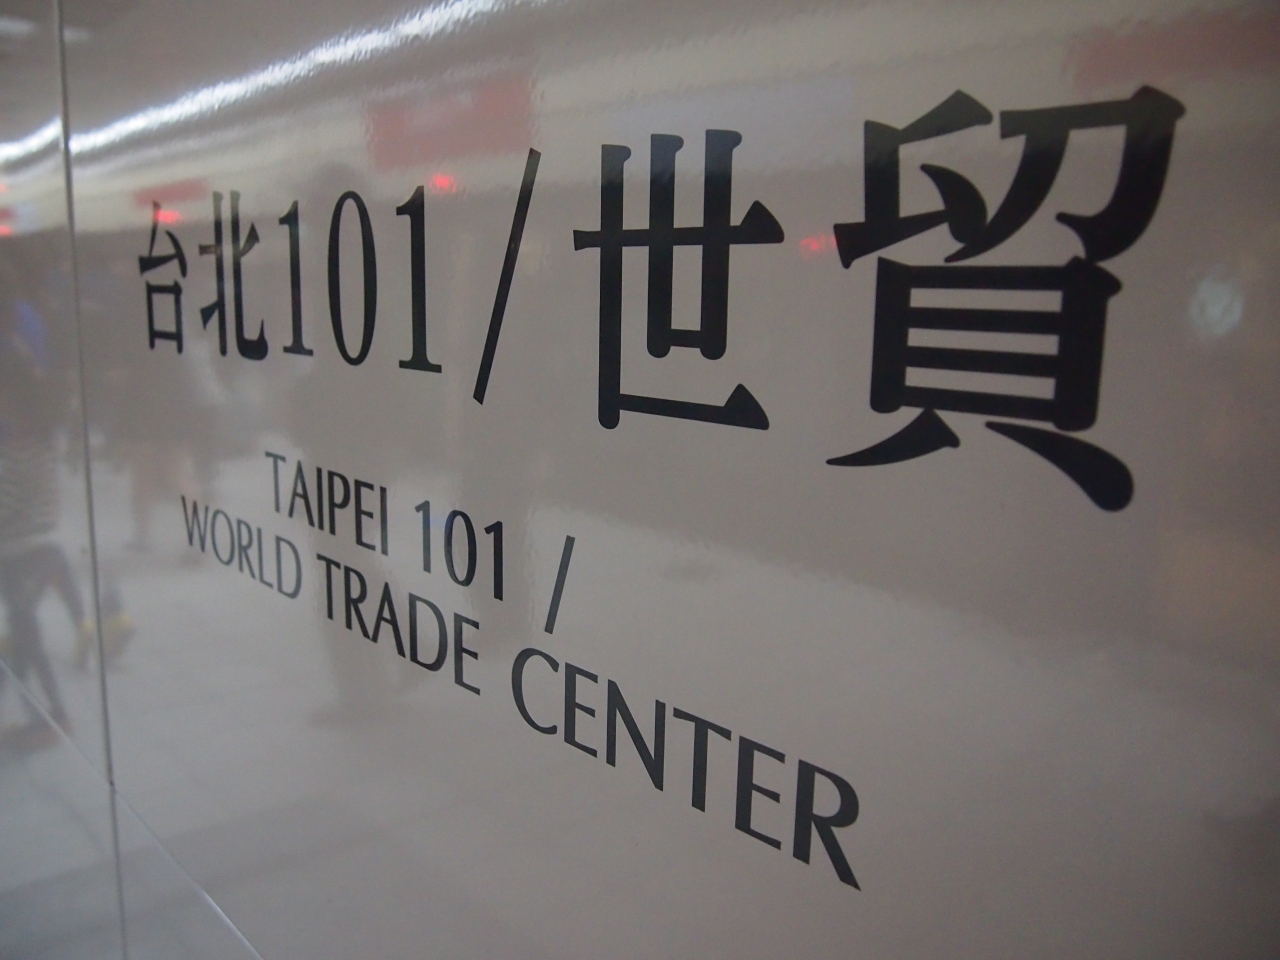 台北101/世貿
TAIPEI 101 /
WORLD TRADE CENTER